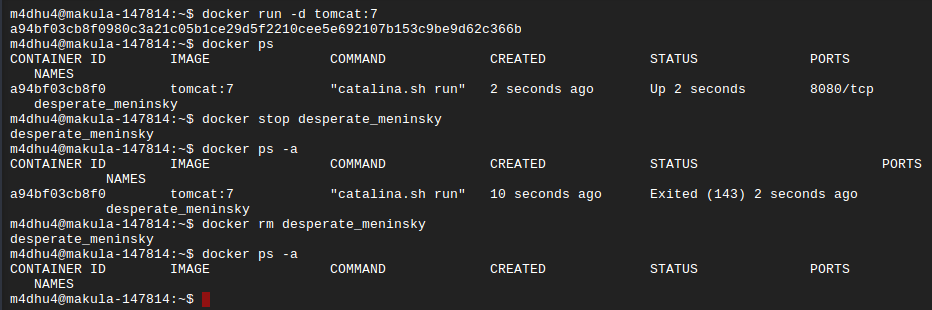 m4dhu4@makula-147814:~$ docker run -d tomcat:7
a94bf03cb8f0980c3a21c05b1ce29d5f2210cee5e692107b153c9be9d62c366b
m4dhu4@makula-147814:~$ docker ps
CONTAINER ID        IMAGE               COMMAND             CREATED             STATUS              PORTS
   NAMES
a94bf03cb8f0        tomcat:7            "catalina.sh run"   2 seconds ago       Up 2 seconds        8080/tcp
   desperate_meninsky
m4dhu4@makula-147814:~$ docker stop desperate_meninsky
desperate_meninsky
m4dhu4@makula-147814:~$ docker ps -a
CONTAINER ID        IMAGE               COMMAND             CREATED             STATUS                       PORTS
            NAMES
a94bf03cb8f0        tomcat:7            "catalina.sh run"   10 seconds ago      Exited (143) 2 seconds ago
            desperate_meninsky
m4dhu4@makula-147814:~$ docker rm desperate_meninsky
desperate_meninsky
m4dhu4@makula-147814:~$ docker ps -a
CONTAINER ID        IMAGE               COMMAND             CREATED             STATUS              PORTS
   NAMES
m4dhu4@makula-147814:~$